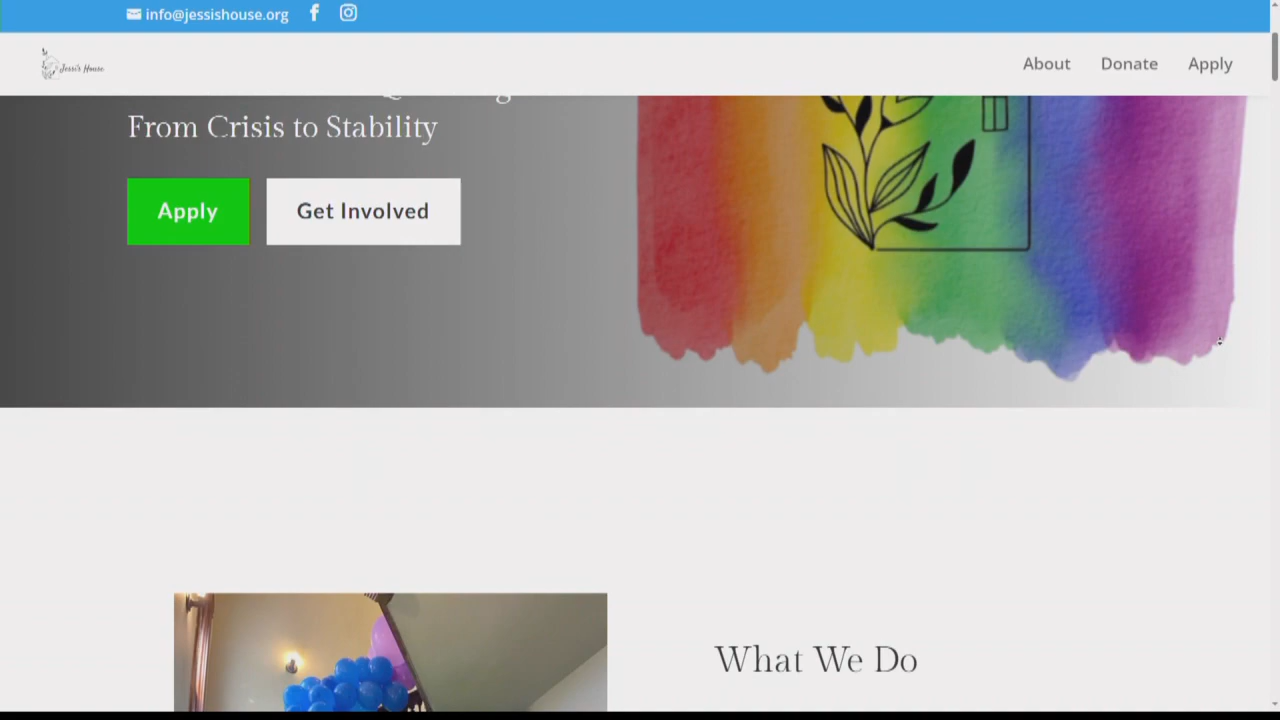 info@jessishouse.org
Jessi's House
About
Donate
Apply
From Crisis to Stability
Apply
Get Involved
What We Do